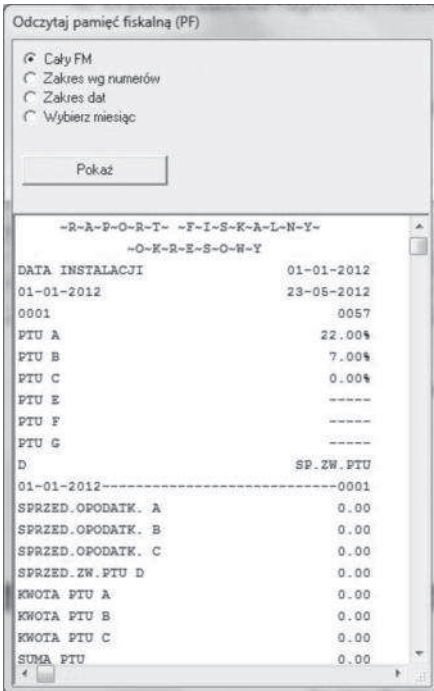 Odczytaj pamięć fiskalną (PF)
Cały FM
Zakres wg numerów
Zakres dat
Wybierz miesiąc
Pokaż
~R~A~P~O~R~T~ ~F~I~S~K~A~L~N~Y~
~O~K~R~E~S~O~W~Y
DATA INSTALACJI 01-01-2012
01-01-2012 23-05-2012
0001 0057
PTU A 22.00%
PTU B 7.00%
PTU C 0.00%
PTU E -----
PTU F -----
PTU G -----
D SP.ZW.PTU
01-01-2012-----------------------------0001
SPRZED.OPODATK. A 0.00
SPRZED.OPODATK. B 0.00
SPRZED.OPODATK. C 0.00
SPRZED.ZW.PTU D 0.00
KWOTA PTU A 0.00
KWOTA PTU B 0.00
KWOTA PTU C 0.00
SUMA PTU 0.00